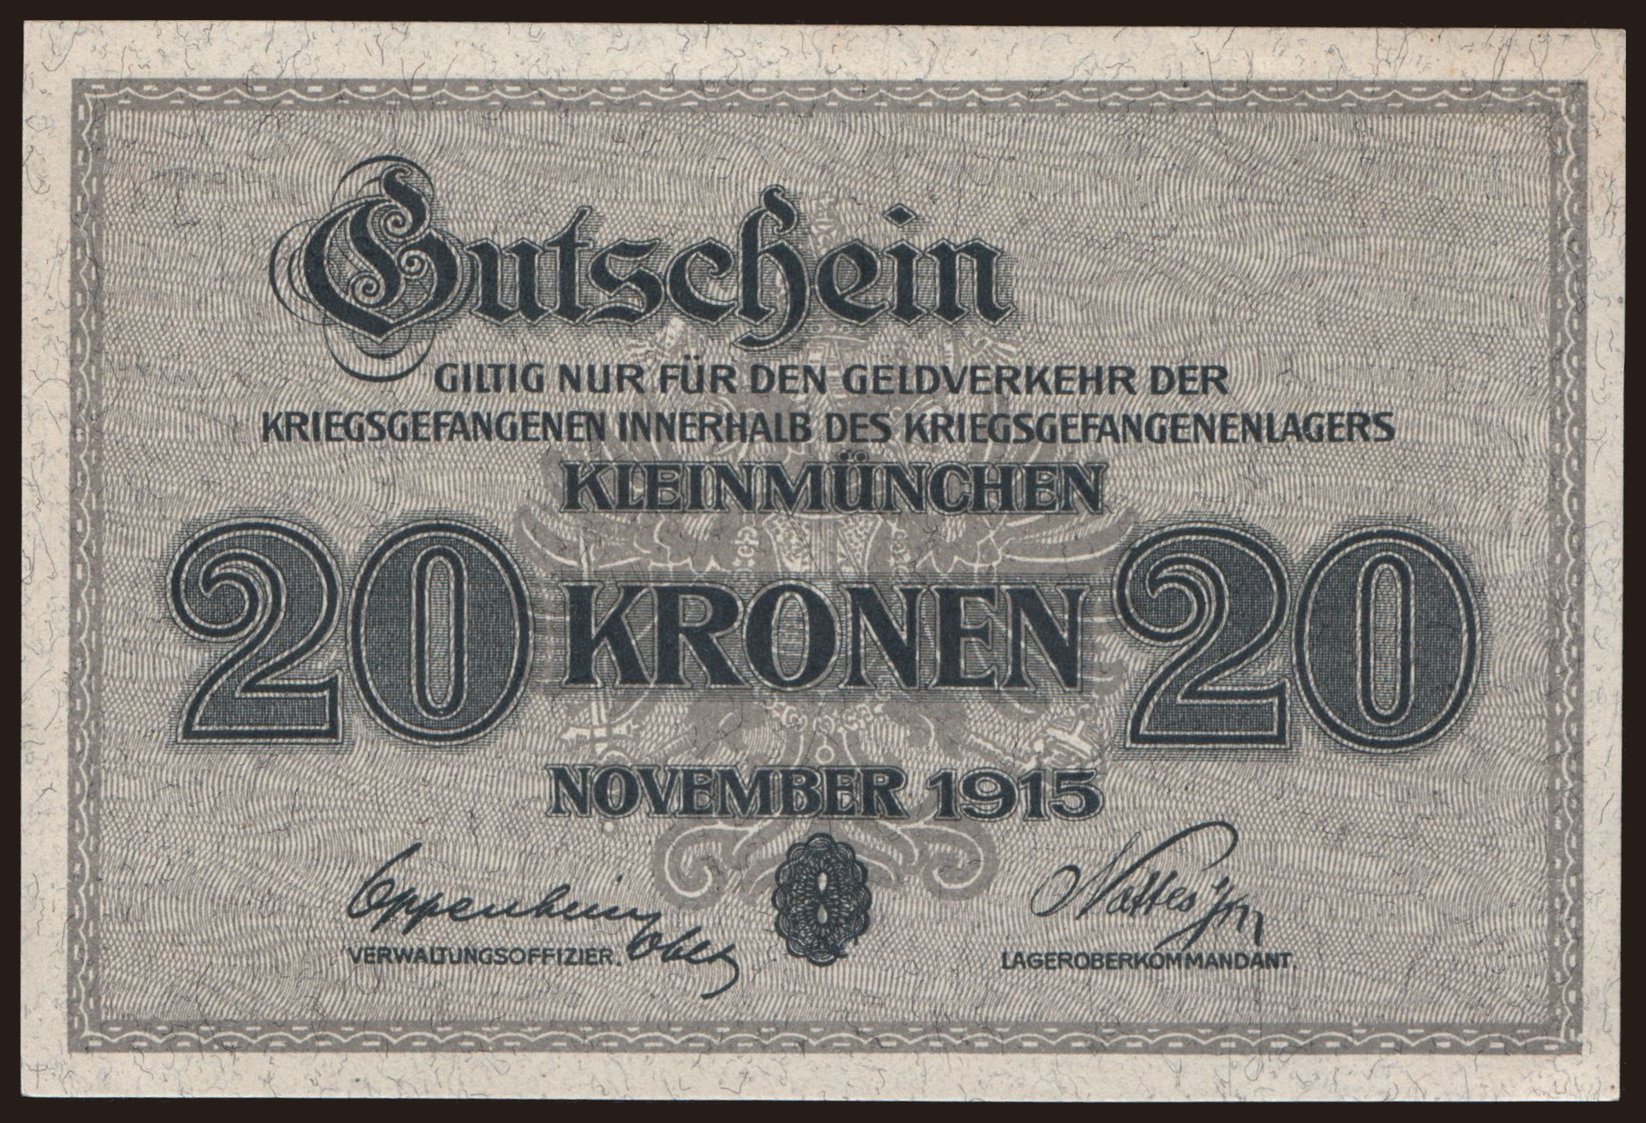 Gutschein
GILTIG NUR FÜR DEN GELDVERKEHR DER
KRIEGSGEFANGENEN INNERHALB DES KRIEGSGEFANGENENLAGERS
KLEINMÜNCHEN
20 KRONEN 20
NOVEMBER 1915
Oppenheim
VERWALTUNGSOFFIZIER.
LAGEROBERKOMMANDANT.